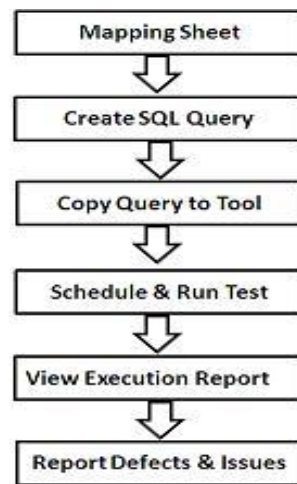 Mapping Sheet
Create SQL Query
Copy Query to Tool
Schedule & Run Test
View Execution Report
Report Defects & Issues